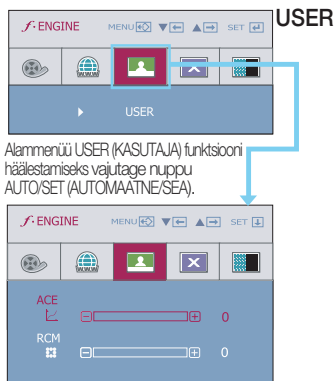 USER
f·ENGINE MENU ▼ ▲ SET
USER
Alammenüü USER (KASUTAJA) funktsiooni
häälestamiseks vajutage nuppu
AUTO/SET (AUTOMAATNE/SEA).
f·ENGINE MENU ▼ ▲ SET
ACE
0
RCM
0